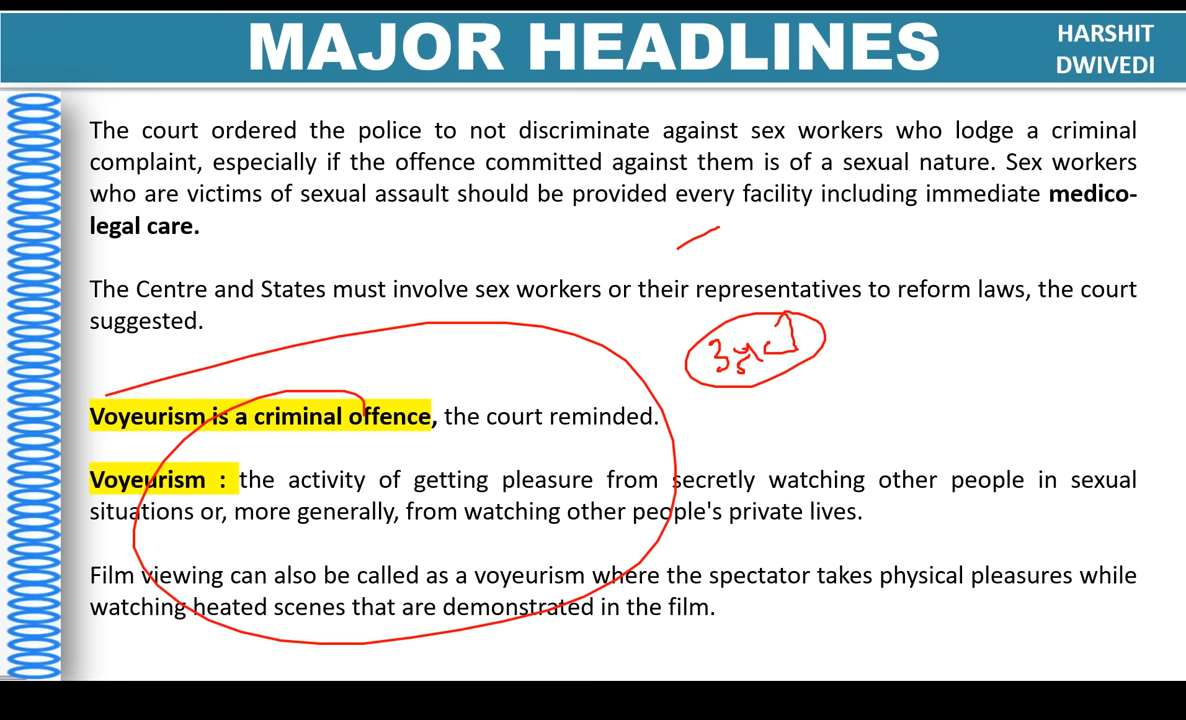 MAJOR HEADLINES
HARSHIT
DWIVEDI
The court ordered the police to not discriminate against sex workers who lodge a criminal
complaint, especially if the offence committed against them is of a sexual nature. Sex workers
who are victims of sexual assault should be provided every facility including immediate medico-
legal care.
The Centre and States must involve sex workers or their representatives to reform laws, the court
suggested.
Voyeurism is a criminal offence, the court reminded.
Voyeurism : the activity of getting pleasure from secretly watching other people in sexual
situations or, more generally, from watching other people's private lives.
Film viewing can also be called as a voyeurism where the spectator takes physical pleasures while
watching heated scenes that are demonstrated in the film.